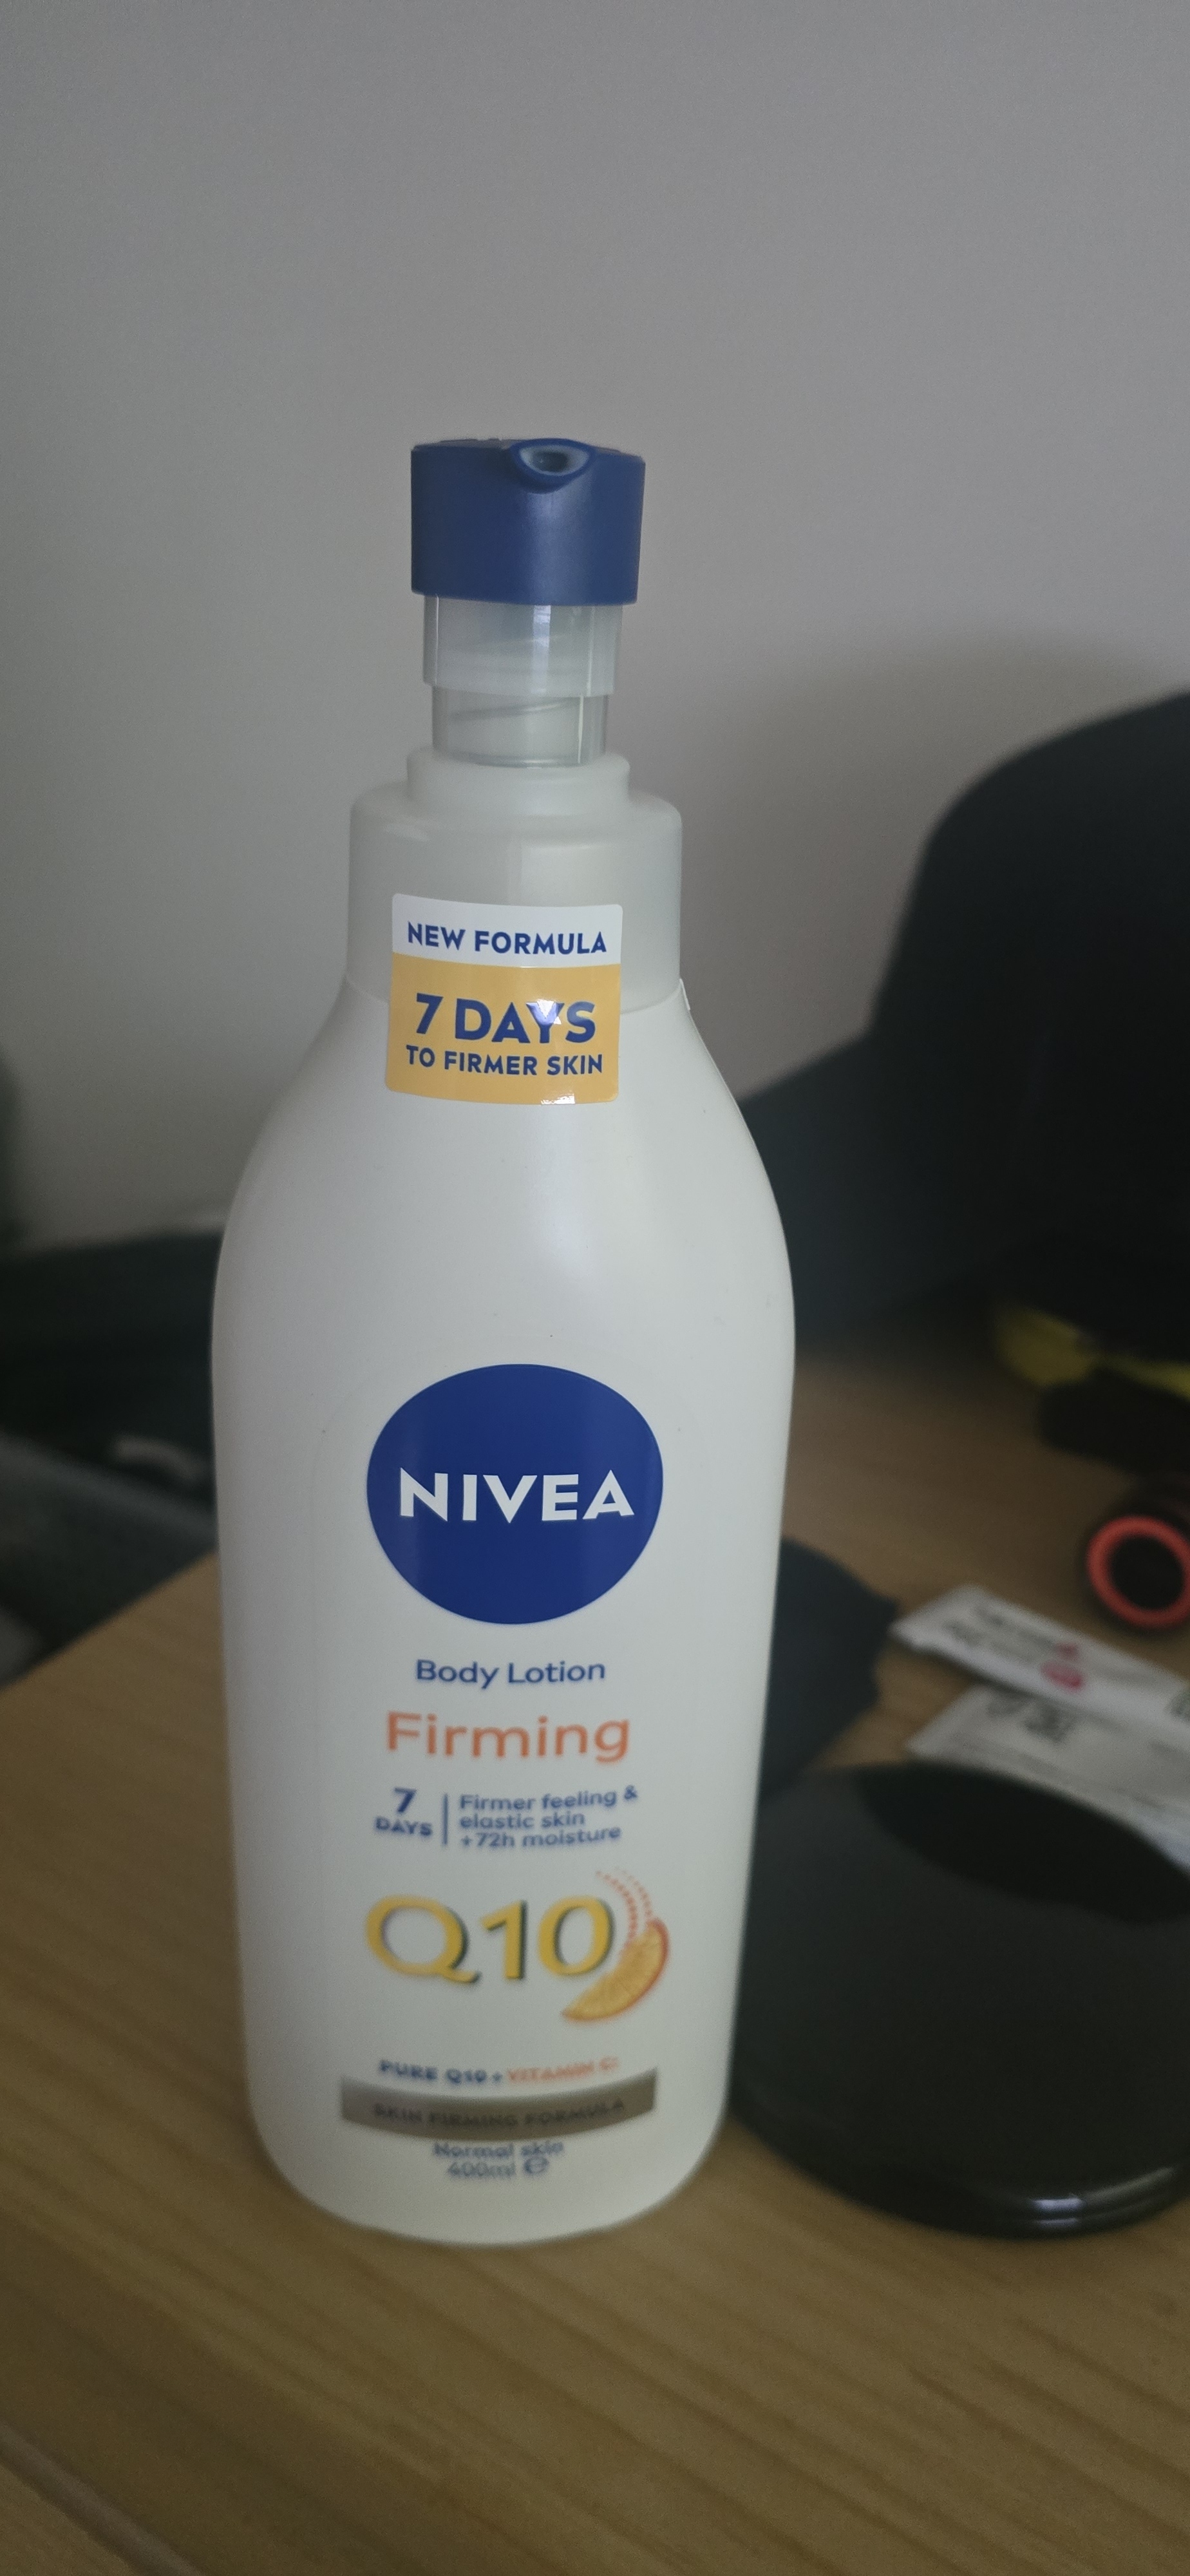 NEW FORMULA
7 DAYS
TO FIRMER SKIN
NIVEA
Body Lotion
Firming
7 DAYS
Firmer feeling &
elastic skin
+72h moisture
Q10
PURE Q10 + VITAMIN C
SKIN FIRMING FORMULA
Normal skin
400ml ℮